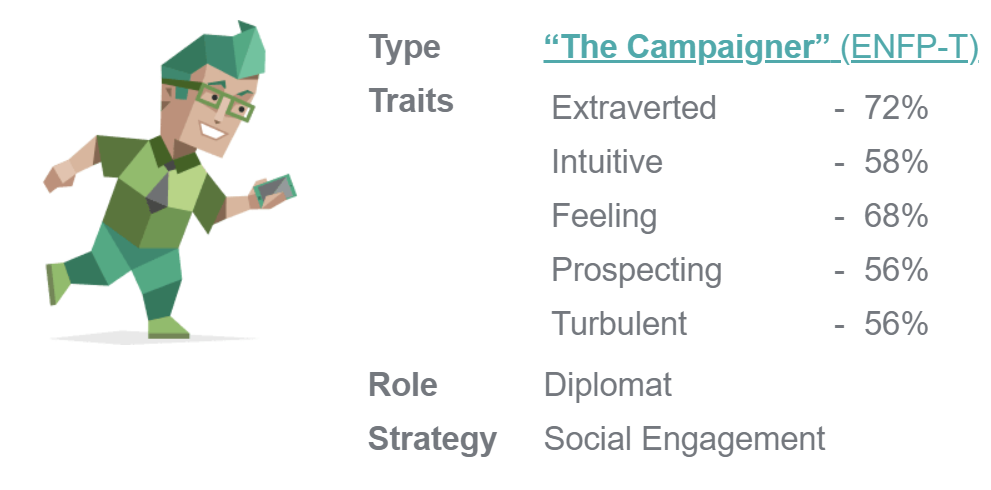 Type “The Campaigner” (ENFP-T)
Traits Extraverted - 72%
Intuitive - 58%
Feeling - 68%
Prospecting - 56%
Turbulent - 56%
Role Diplomat
Strategy Social Engagement